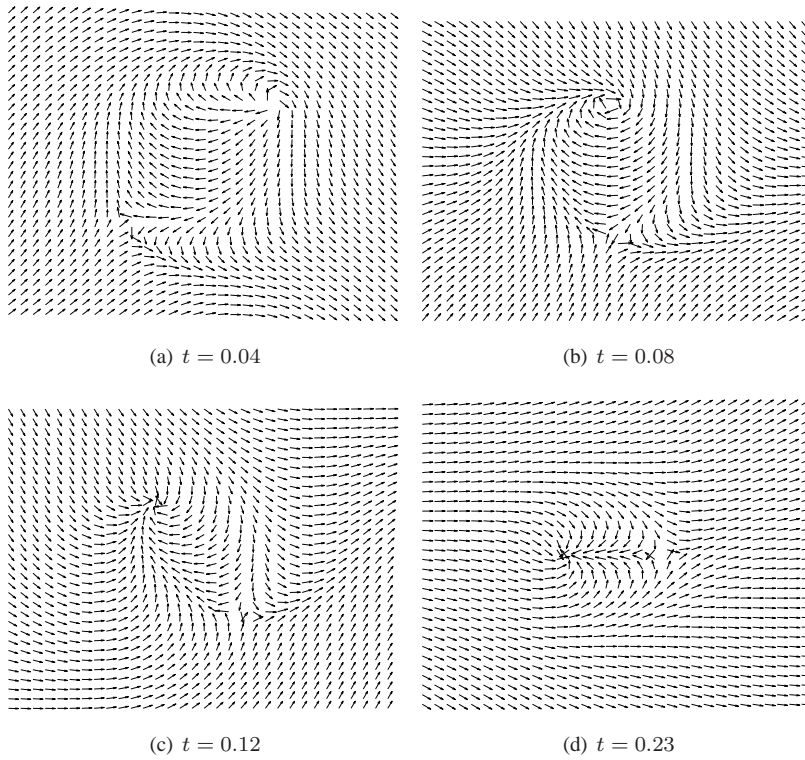 (a) t = 0.04
(b) t = 0.08
(c) t = 0.12
(d) t = 0.23